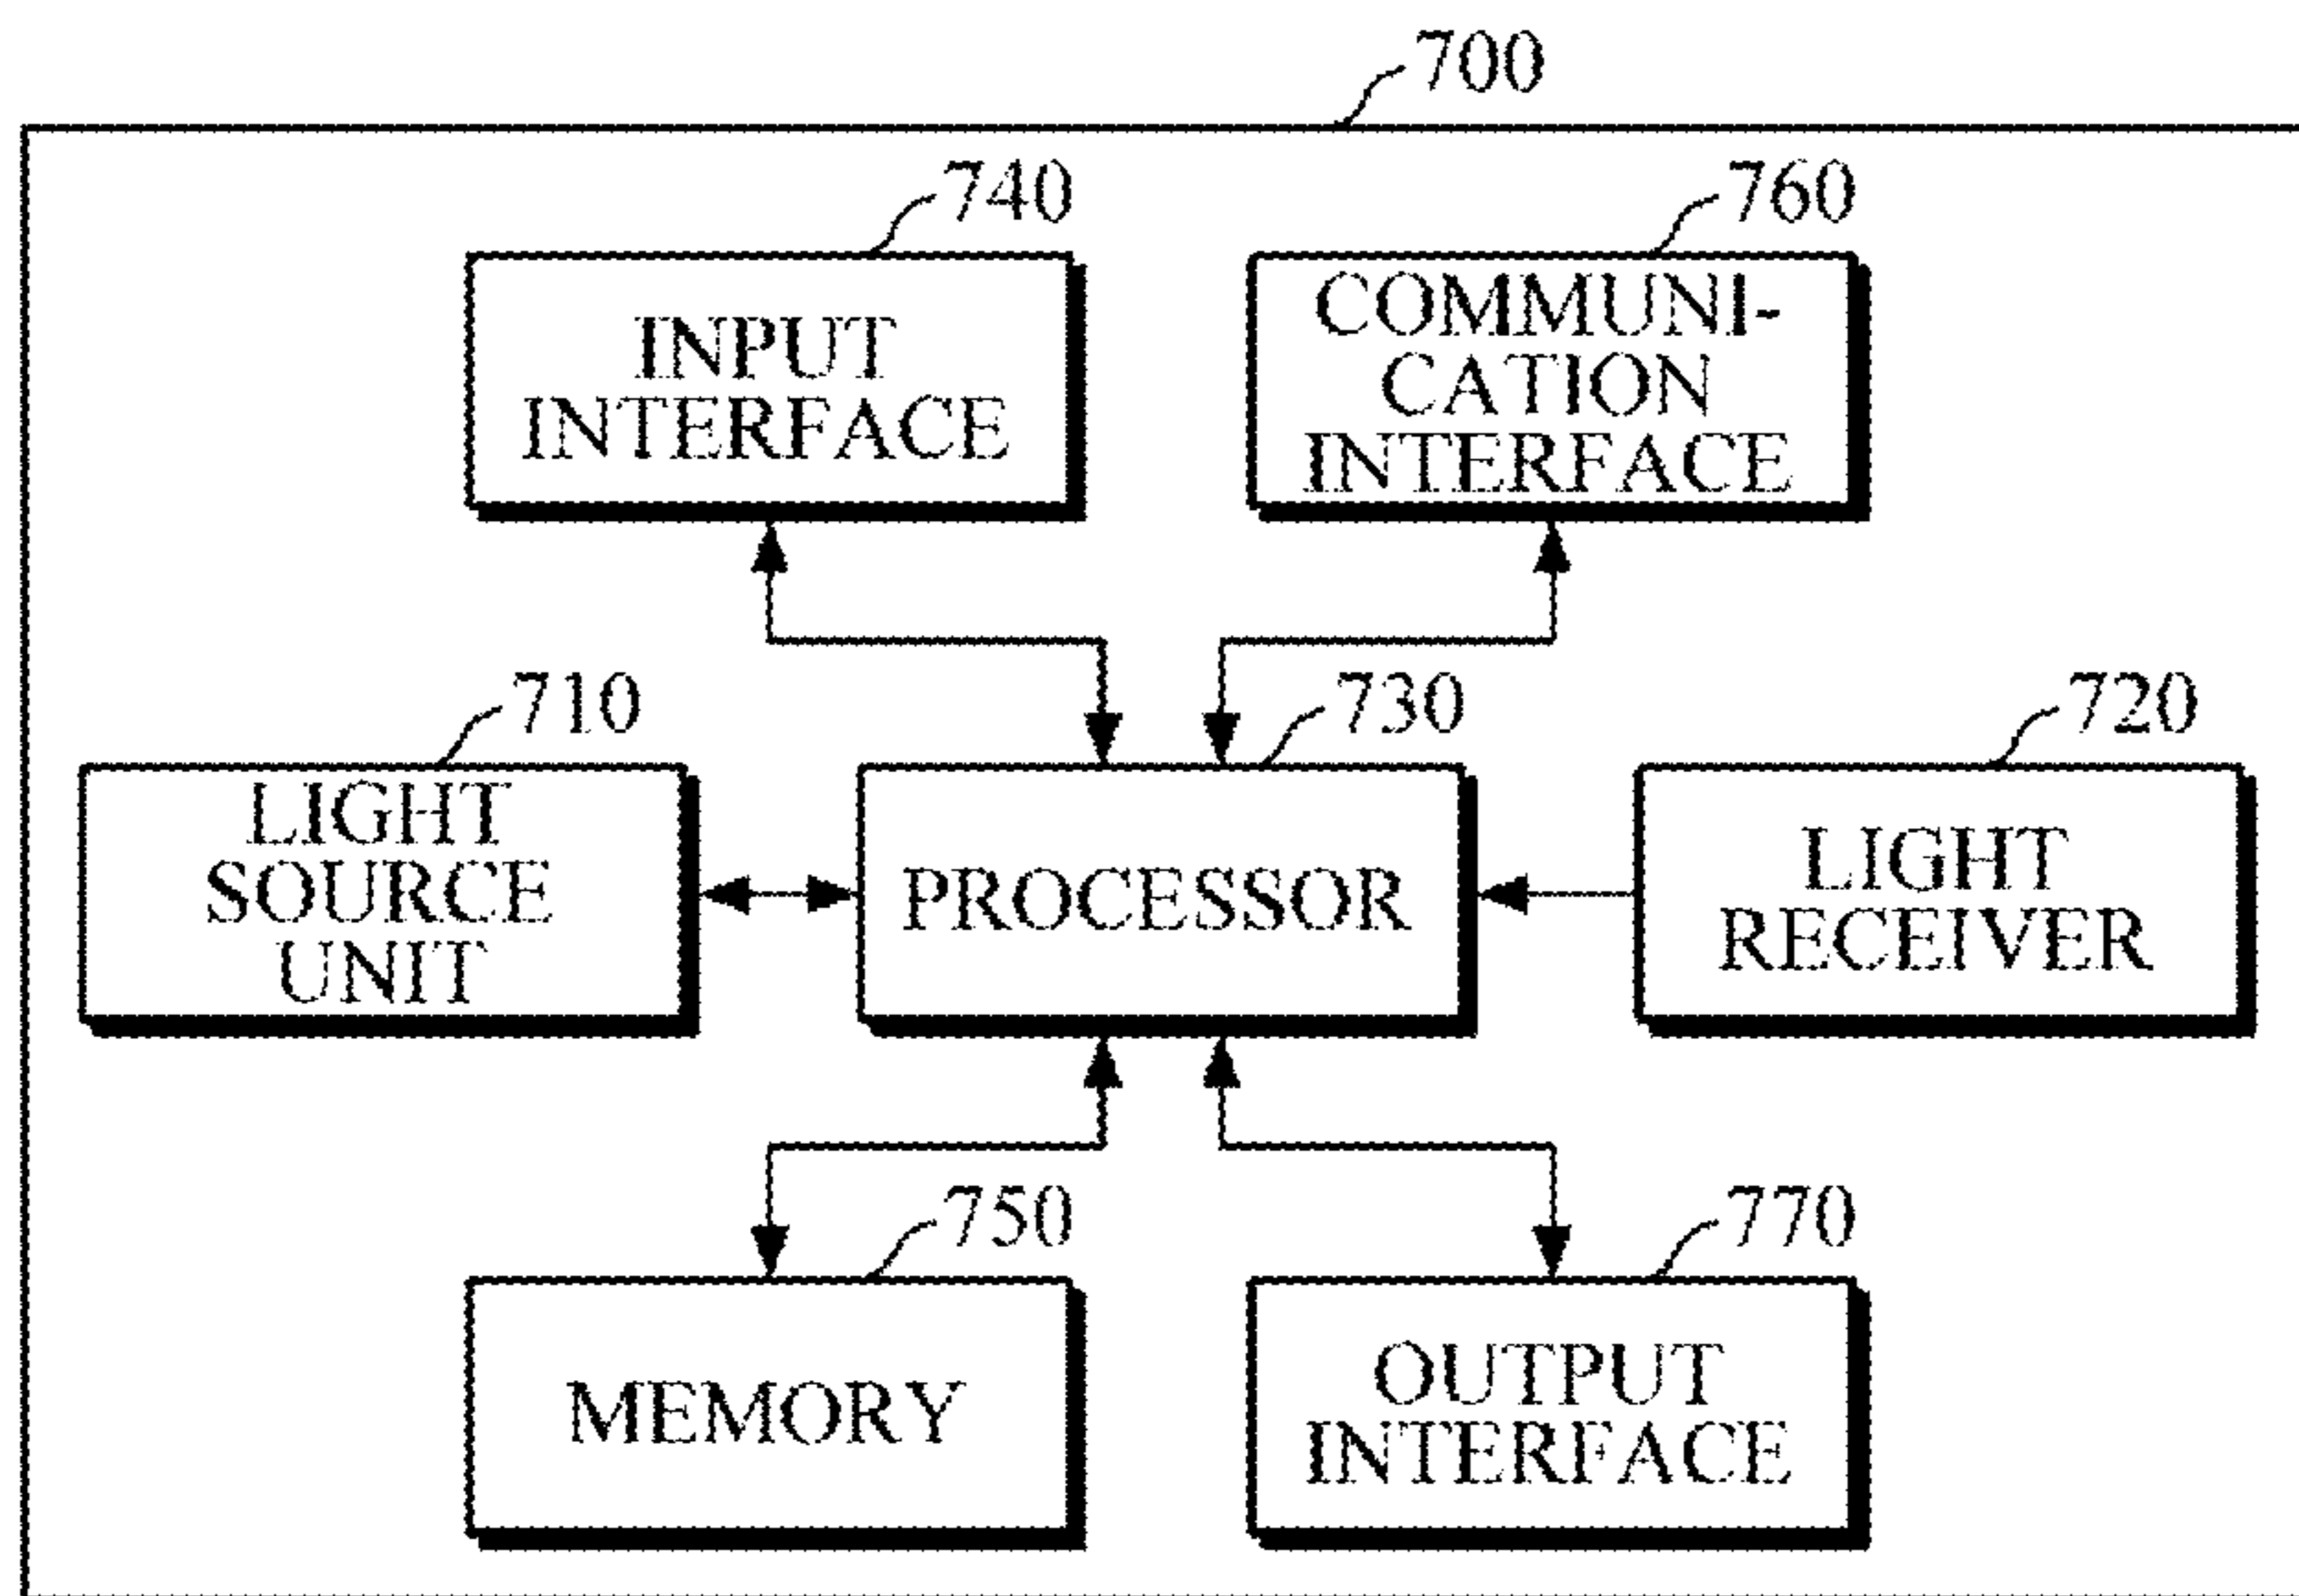 700
740
760
INPUT
INTERFACE
COMMUNI-
CATION
INTERFACE
710
730
720
LIGHT
SOURCE
UNIT
PROCESSOR
LIGHT
RECEIVER
750
770
MEMORY
OUTPUT
INTERFACE